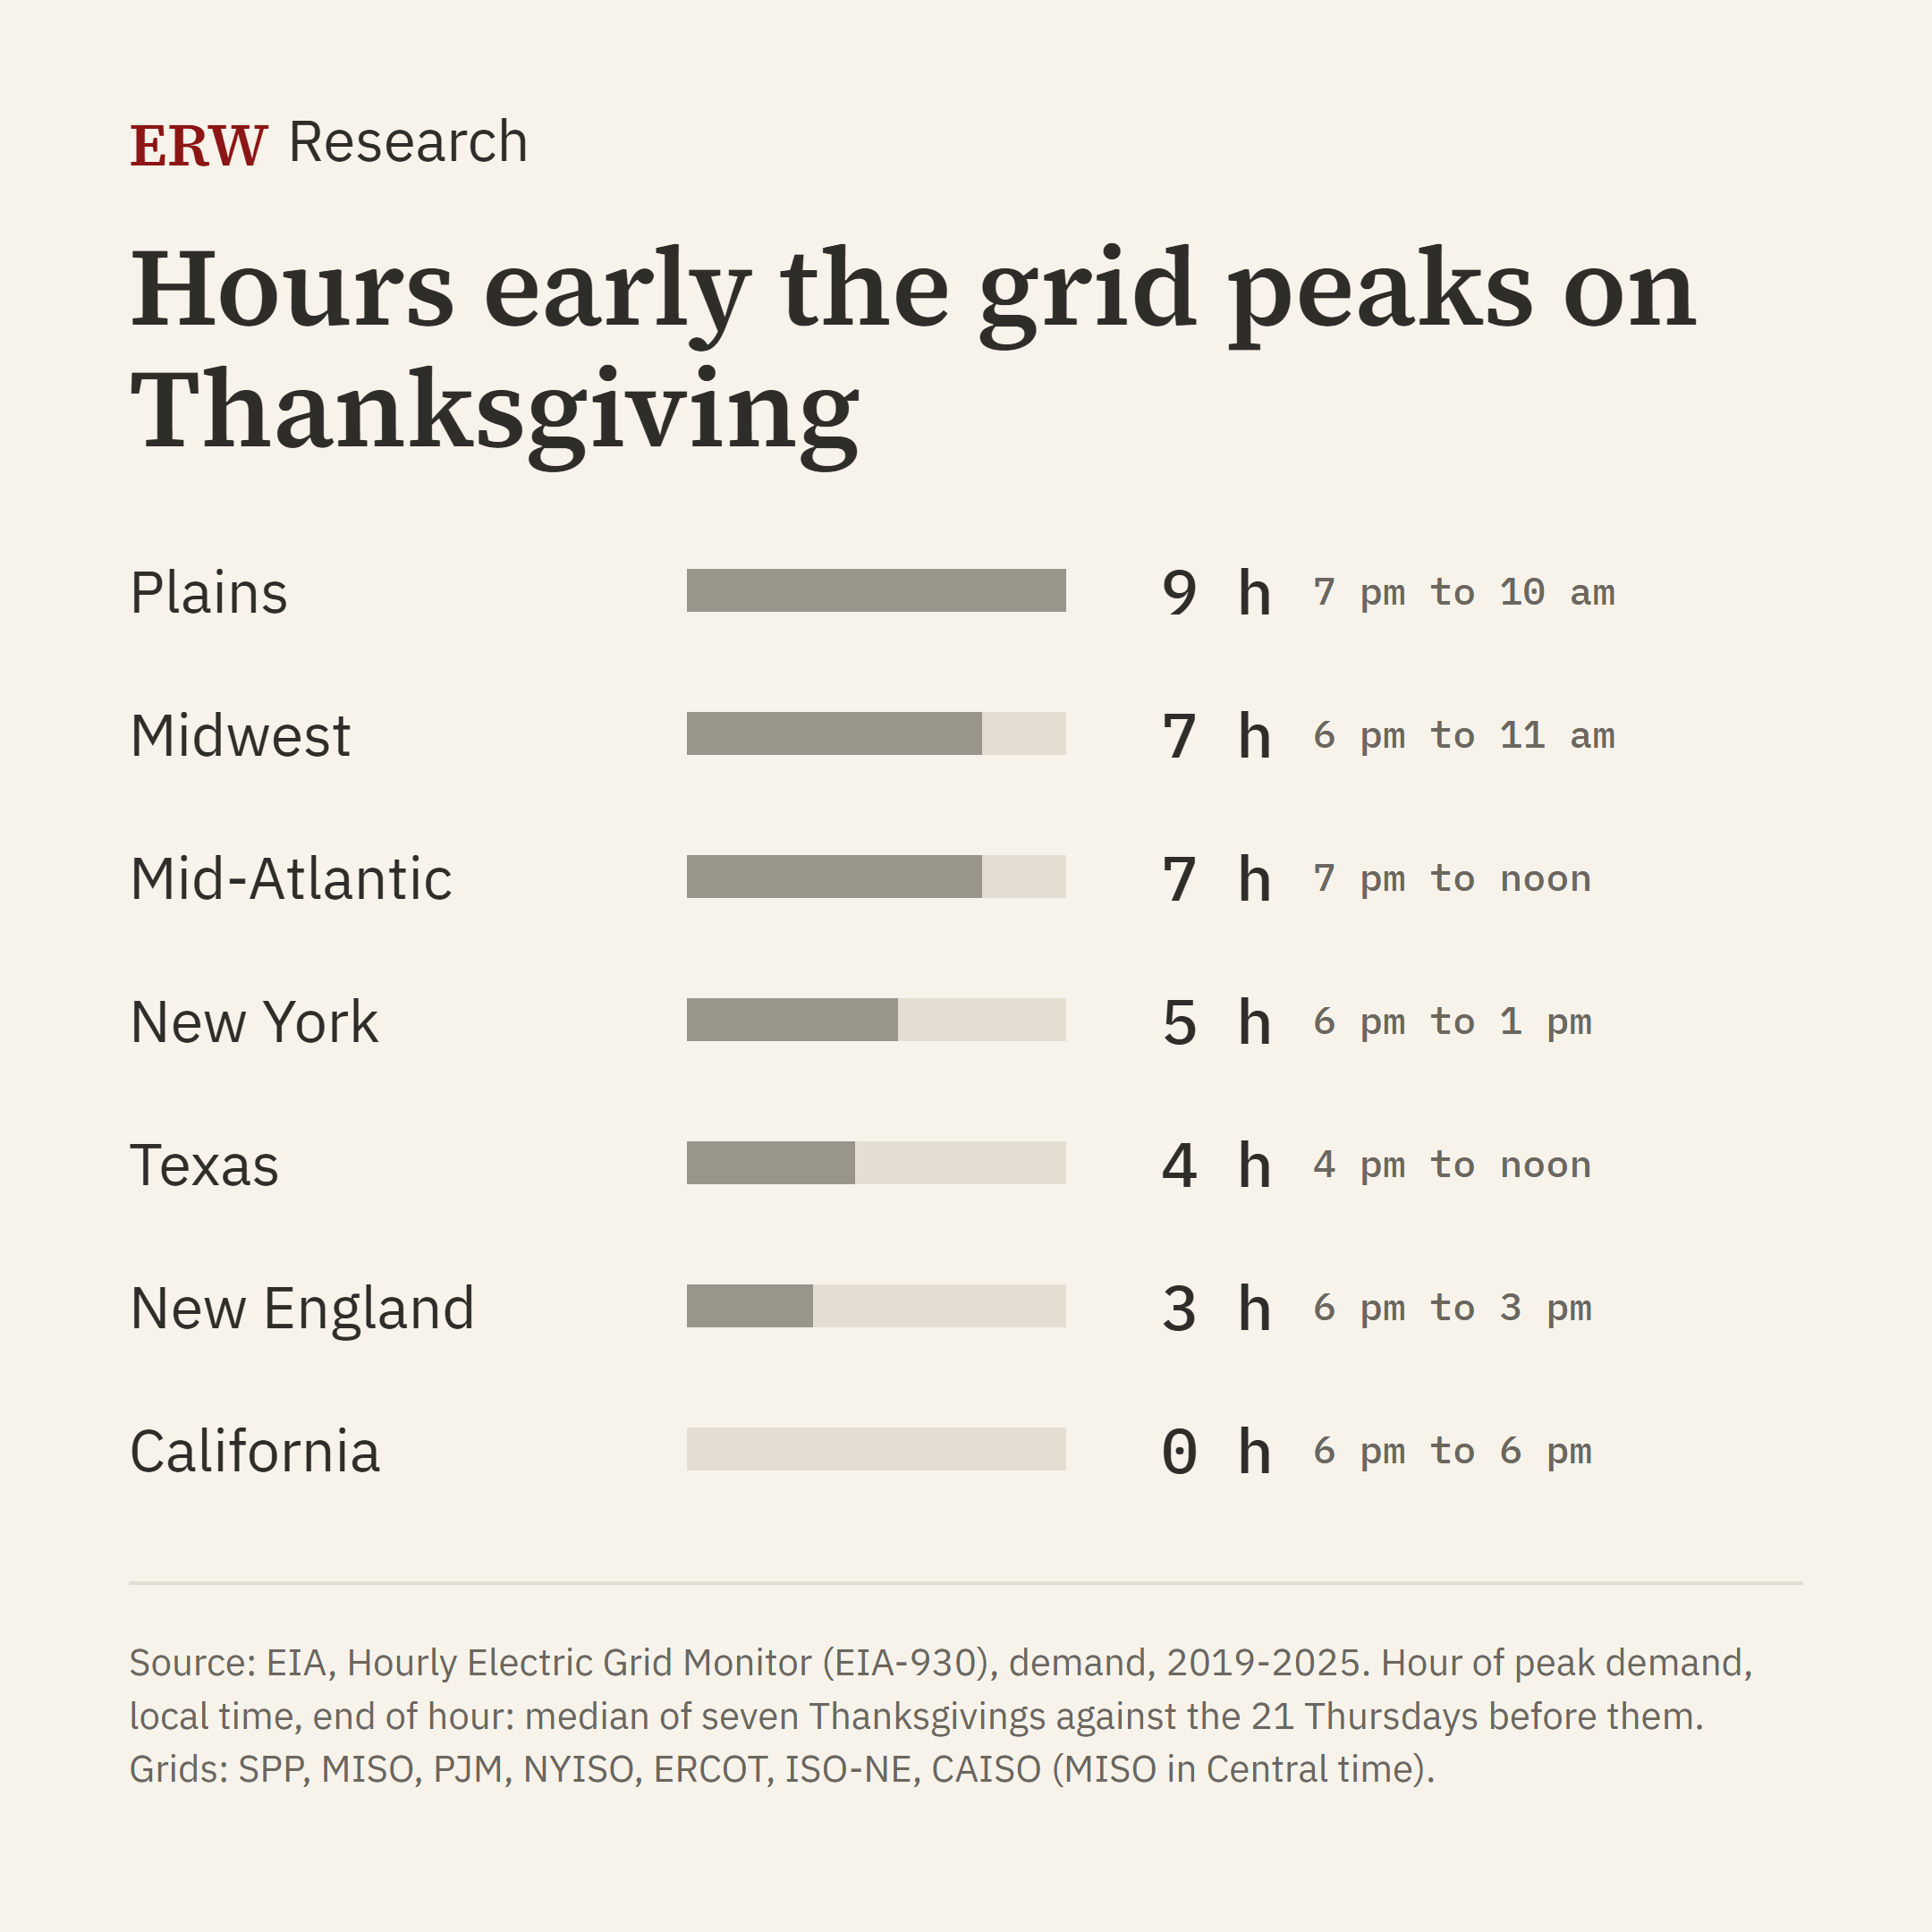 ERW Research
Hours early the grid peaks on
Thanksgiving
Plains 9 h 7 pm to 10 am
Midwest 7 h 6 pm to 11 am
Mid-Atlantic 7 h 7 pm to noon
New York 5 h 6 pm to 1 pm
Texas 4 h 4 pm to noon
New England 3 h 6 pm to 3 pm
California 0 h 6 pm to 6 pm
Source: EIA, Hourly Electric Grid Monitor (EIA-930), demand, 2019-2025. Hour of peak demand,
local time, end of hour: median of seven Thanksgivings against the 21 Thursdays before them.
Grids: SPP, MISO, PJM, NYISO, ERCOT, ISO-NE, CAISO (MISO in Central time).